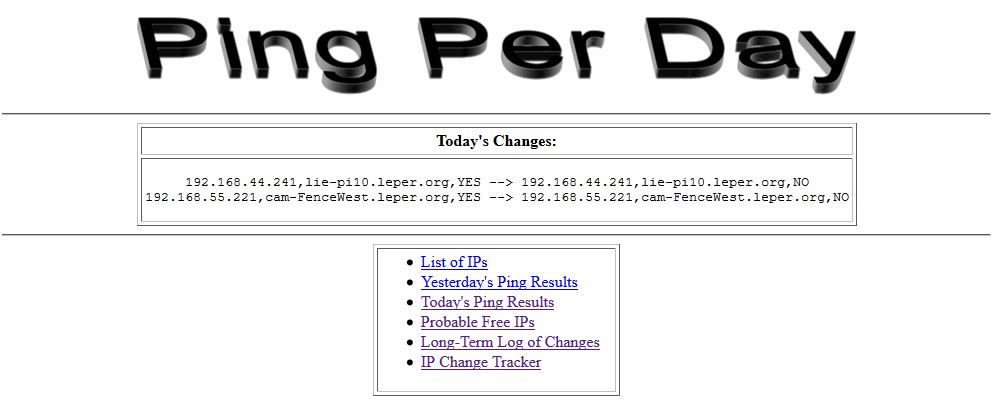 Ping Per Day
Today's Changes:
192.168.44.241,lie-pi10.leper.org,YES --> 192.168.44.241,lie-pi10.leper.org,NO
192.168.55.221,cam-FenceWest.leper.org,YES --> 192.168.55.221,cam-FenceWest.leper.org,NO
List of IPs
Yesterday's Ping Results
Today's Ping Results
Probable Free IPs
Long-Term Log of Changes
IP Change Tracker